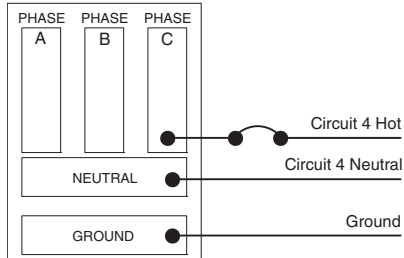 PHASE PHASE PHASE
A B C
Circuit 4 Hot
Circuit 4 Neutral
NEUTRAL
Ground
GROUND